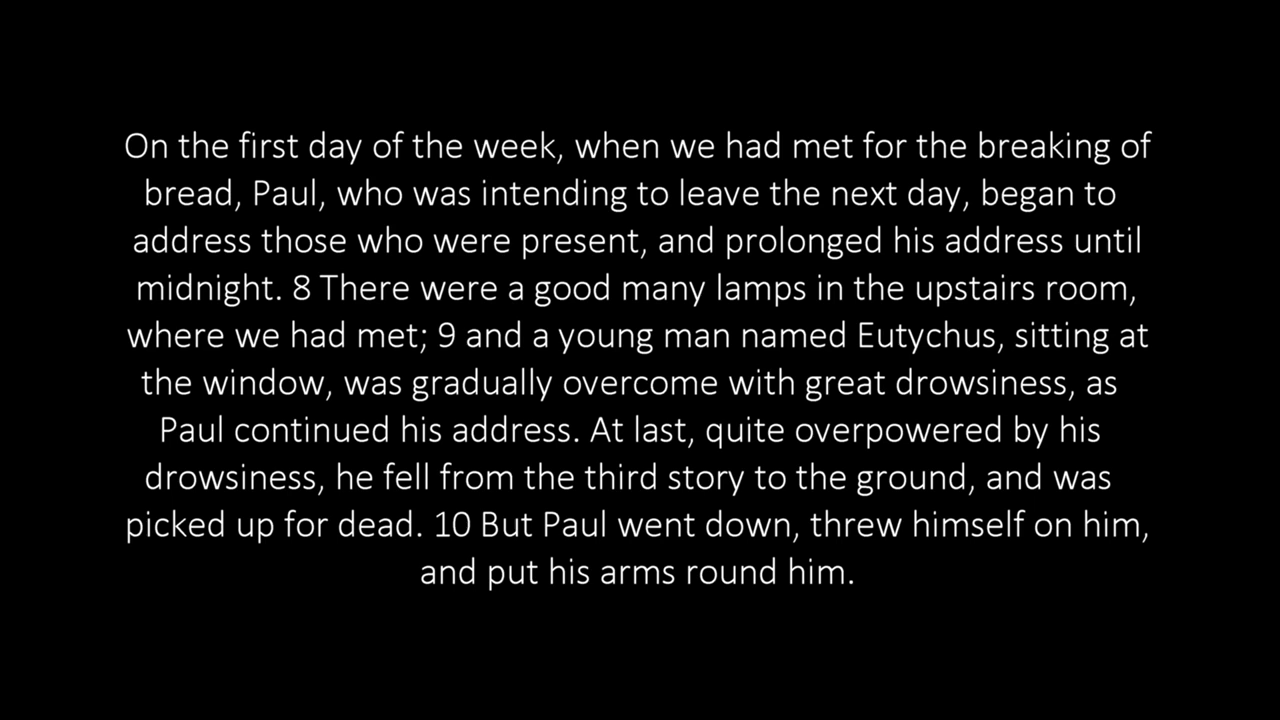 On the first day of the week, when we had met for the breaking of
bread, Paul, who was intending to leave the next day, began to
address those who were present, and prolonged his address until
midnight. 8 There were a good many lamps in the upstairs room,
where we had met; 9 and a young man named Eutychus, sitting at
the window, was gradually overcome with great drowsiness, as
Paul continued his address. At last, quite overpowered by his
drowsiness, he fell from the third story to the ground, and was
picked up for dead. 10 But Paul went down, threw himself on him,
and put his arms round him.